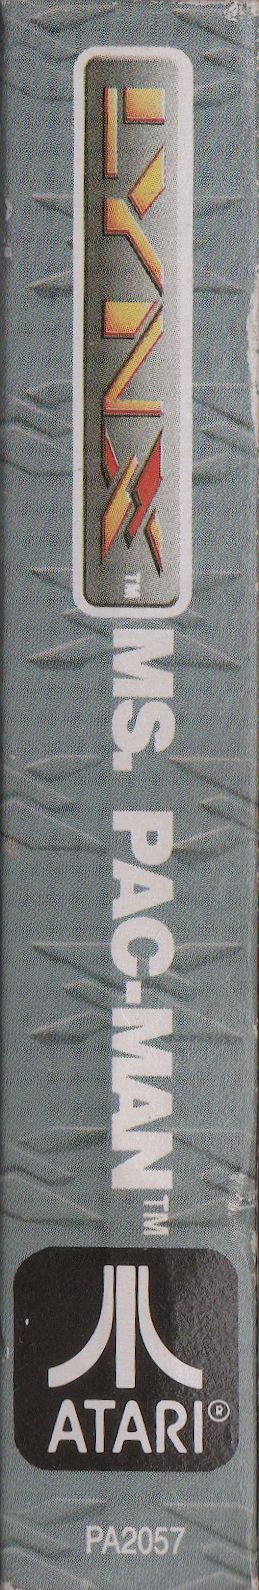 LYNX™
MS. PAC-MAN™
ATARI®
PA2057